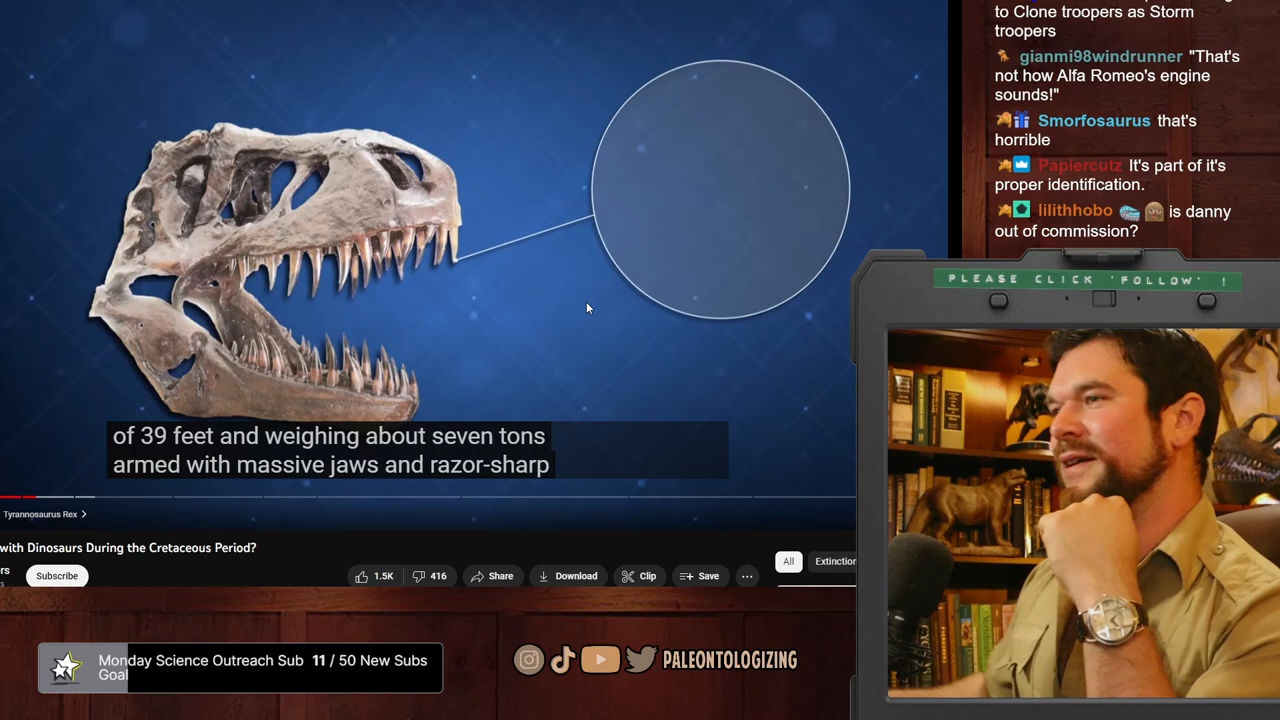 to Clone troopers as Storm
troopers
gianmi98windrunner "That's
not how Alfa Romeo's engine
sounds!"
Smorfosaurus that's
horrible
Papiercutz It's part of it's
proper identification.
lilithhobo is danny
out of commission?
PLEASE CLICK "FOLLOW" !
of 39 feet and weighing about seven tons
armed with massive jaws and razor-sharp
Tyrannosaurus Rex
with Dinosaurs During the Cretaceous Period?
rs
s
Subscribe
1.5K
416
Share
Download
Clip
Save
All
Extinction
Monday Science Outreach Sub 11 / 50 New Subs
Goal
PALEONTOLOGIZING